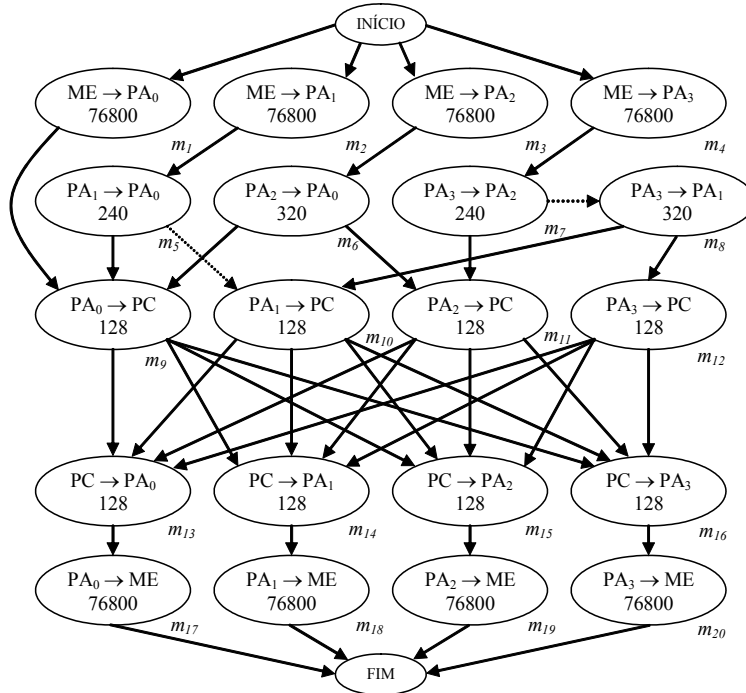 INÍCIO
ME → PA₀
76800
ME → PA₁
76800
ME → PA₂
76800
ME → PA₃
76800
m₁
m₂
m₃
m₄
PA₁ → PA₀
240
PA₂ → PA₀
320
PA₃ → PA₂
240
PA₃ → PA₁
320
m₅
m₆
m₇
m₈
PA₀ → PC
128
PA₁ → PC
128
PA₂ → PC
128
PA₃ → PC
128
m₉
m₁₀
m₁₁
m₁₂
PC → PA₀
128
PC → PA₁
128
PC → PA₂
128
PC → PA₃
128
m₁₃
m₁₄
m₁₅
m₁₆
PA₀ → ME
76800
PA₁ → ME
76800
PA₂ → ME
76800
PA₃ → ME
76800
m₁₇
m₁₈
m₁₉
m₂₀
FIM